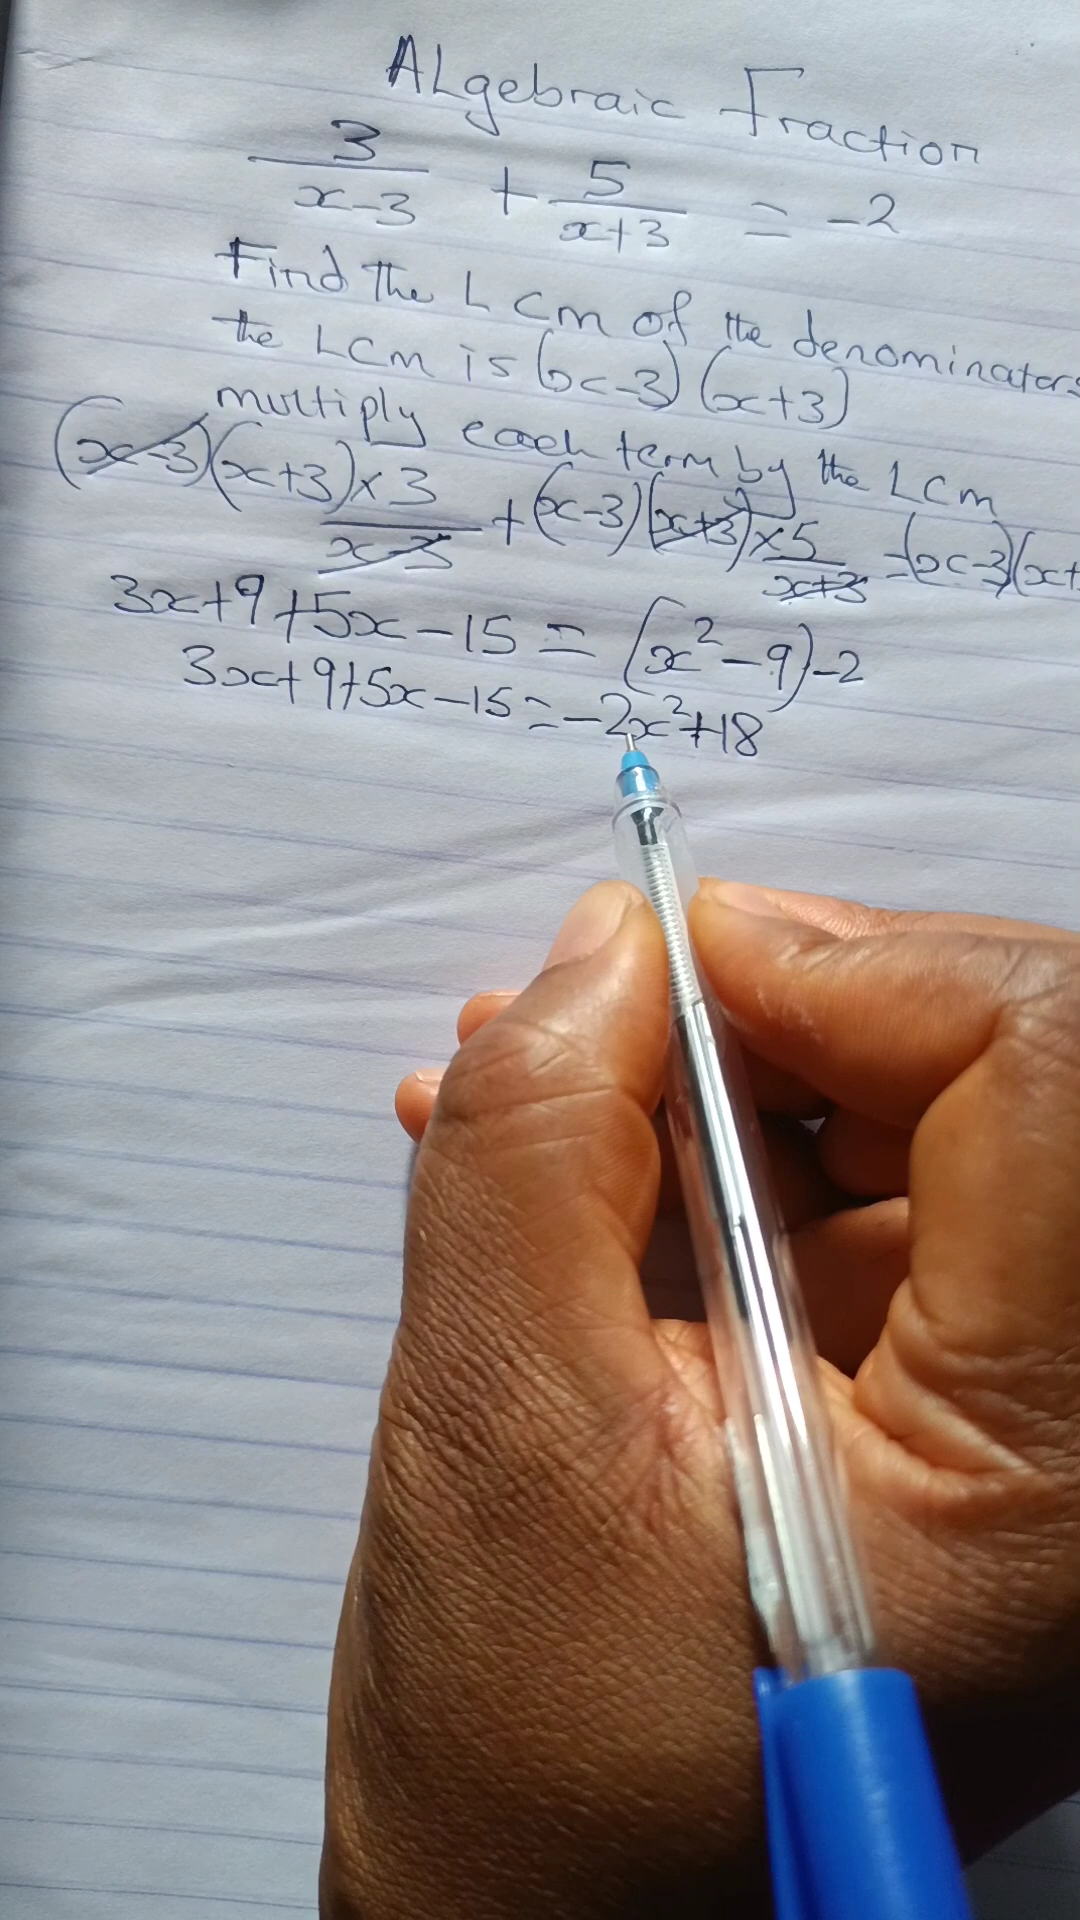 ALgebraic Fraction
3/(x-3) + 5/(x+3) = -2
Find The LCM of the denominators
the LCM is (x-3)(x+3)
multiply each term by the LCM
(x-3)(x+3)×3/(x-3) + (x-3)(x+3)×5/(x+3) = (x-3)(x+
3x+9+5x-15 = (x²-9)-2
3x+9+5x-15 = -2x²+18